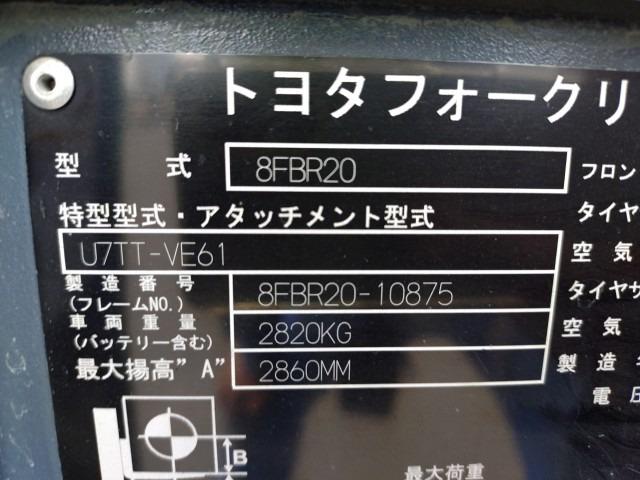 トヨタフォークリ
型 式 8FBR20 フロン
特型型式・アタッチメント型式 タイヤ
U7TT-VE61 空気
製造番号
(フレームNO.) 8FBR20-10875 タイヤサ
車両重量
(バッテリー含む) 2820KG 空気
最大揚高"A" 2860MM 製造
電圧
B
最大荷重